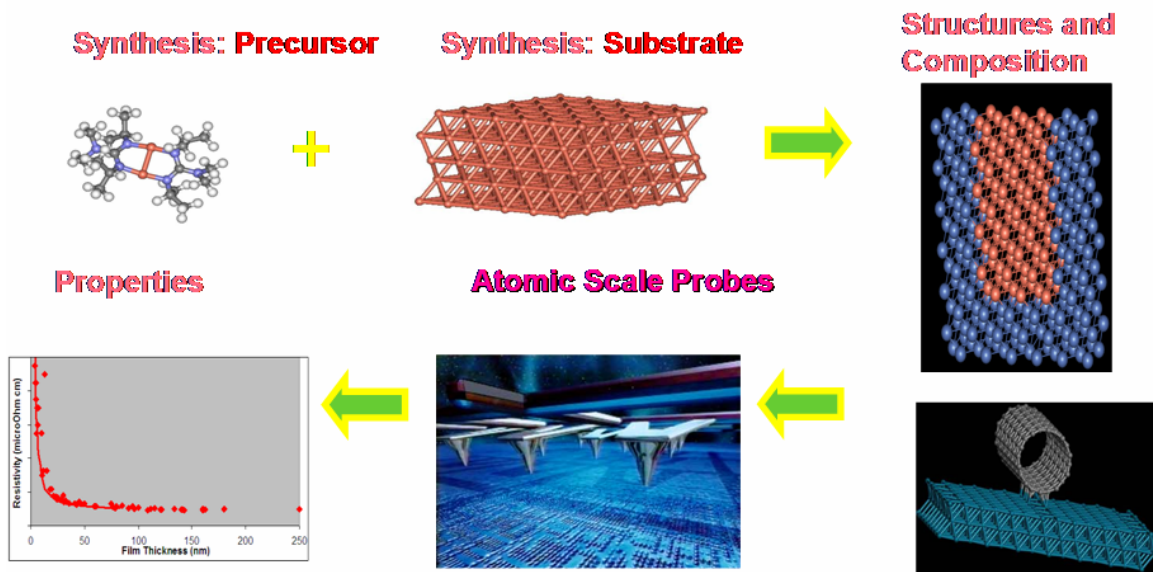 Synthesis: Precursor
Synthesis: Substrate
Structures and
Composition
Properties
Atomic Scale Probes
Resistivity (microOhm cm)
0 50 100 150 200 250
Film Thickness (nm)